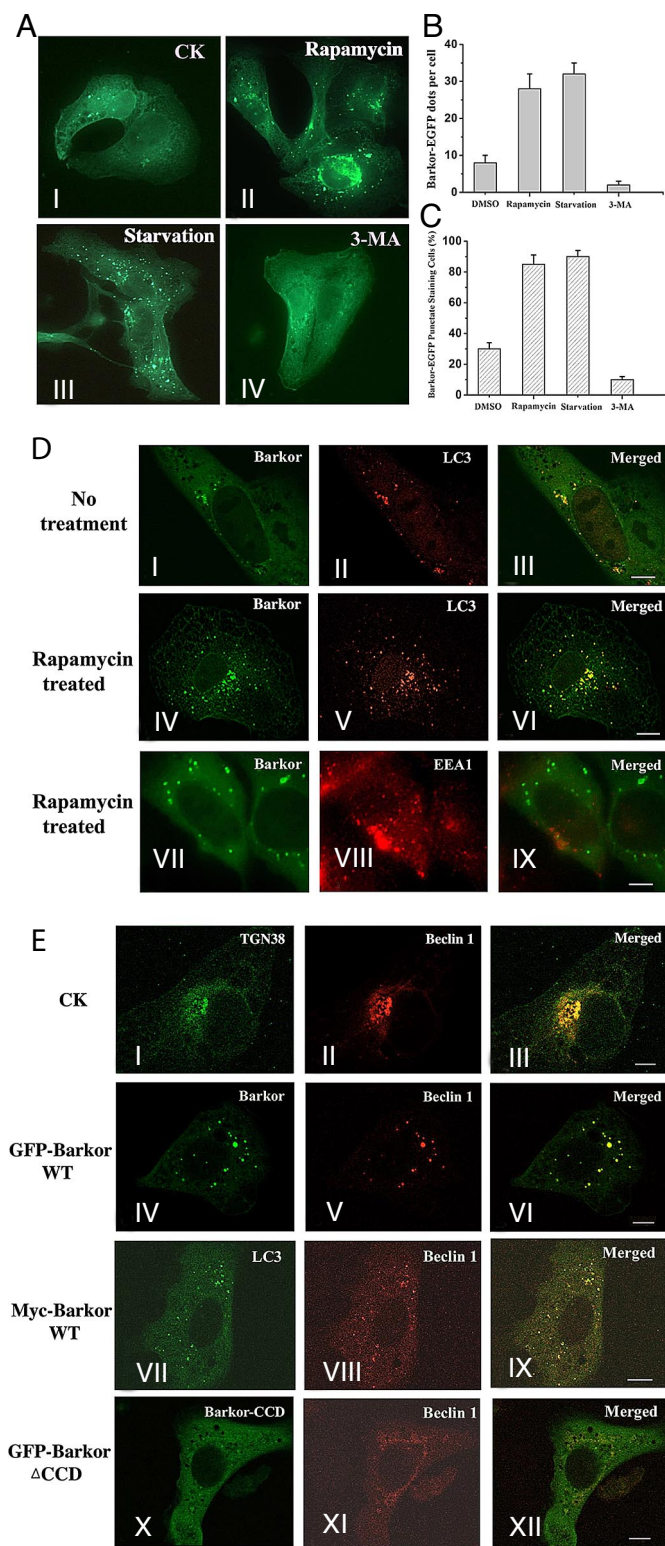 A
CK
Rapamycin
I
II
Starvation
3-MA
III
IV
B
Barkor-EGFP dots per cell
40
30
20
10
0
DMSO
Rapamycin
Starvation
3-MA
C
Barkor-EGFP Punctate Staining Cells (%)
100
80
60
40
20
0
DMSO
Rapamycin
Starvation
3-MA
D
No
treatment
Barkor
LC3
Merged
I
II
III
Rapamycin
treated
Barkor
LC3
Merged
IV
V
VI
Rapamycin
treated
Barkor
EEA1
Merged
VII
VIII
IX
E
CK
TGN38
Beclin 1
Merged
I
II
III
GFP-Barkor
WT
Barkor
Beclin 1
Merged
IV
V
VI
Myc-Barkor
WT
LC3
Beclin 1
Merged
VII
VIII
IX
GFP-Barkor
△CCD
Barkor-CCD
Beclin 1
Merged
X
XI
XII